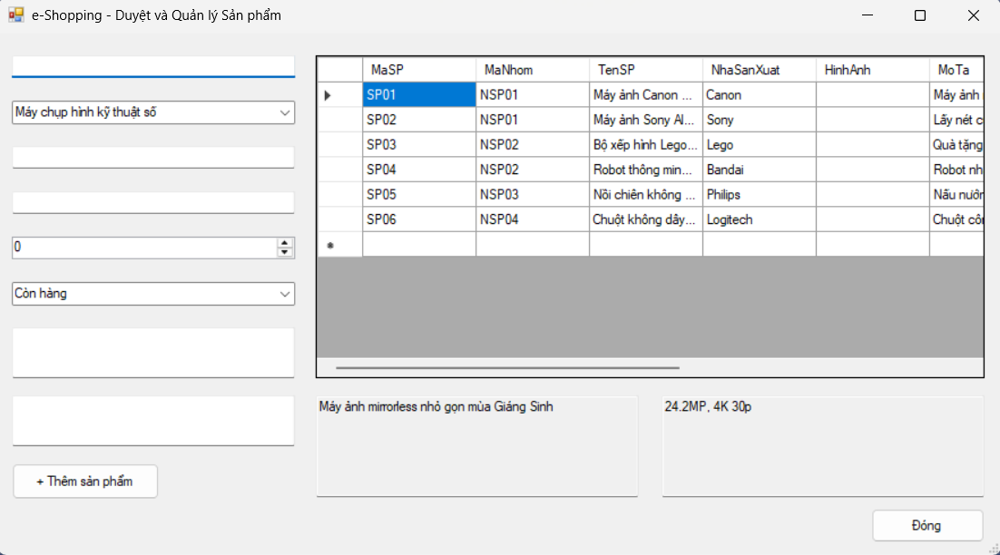 e-Shopping - Duyệt và Quản lý Sản phẩm
Máy chụp hình kỹ thuật số
0
Còn hàng
+ Thêm sản phẩm
MaSP MaNhom TenSP NhaSanXuat HinhAnh MoTa
SP01 NSP01 Máy ảnh Canon ... Canon Máy ảnh
SP02 NSP01 Máy ảnh Sony Al... Sony Lấy nét c
SP03 NSP02 Bộ xếp hình Lego... Lego Quà tặng
SP04 NSP02 Robot thông min... Bandai Robot nh
SP05 NSP03 Nồi chiên không ... Philips Nấu nướn
SP06 NSP04 Chuột không dây... Logitech Chuột côn
Máy ảnh mirrorless nhỏ gọn mùa Giáng Sinh
24.2MP, 4K 30p
Đóng